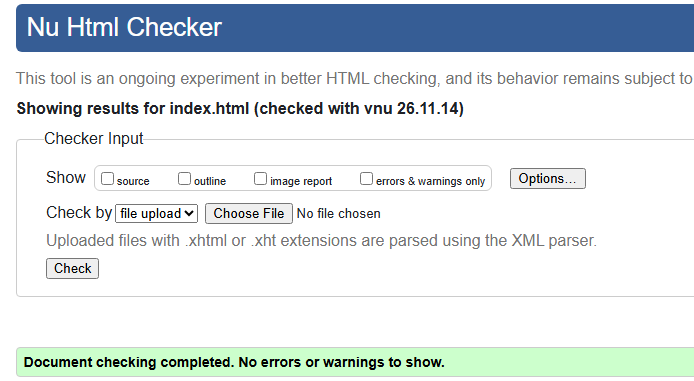 Nu Html Checker
This tool is an ongoing experiment in better HTML checking, and its behavior remains subject to
Showing results for index.html (checked with vnu 26.11.14)
Checker Input
Show source outline image report errors & warnings only Options...
Check by file upload Choose File No file chosen
Uploaded files with .xhtml or .xht extensions are parsed using the XML parser.
Check
Document checking completed. No errors or warnings to show.